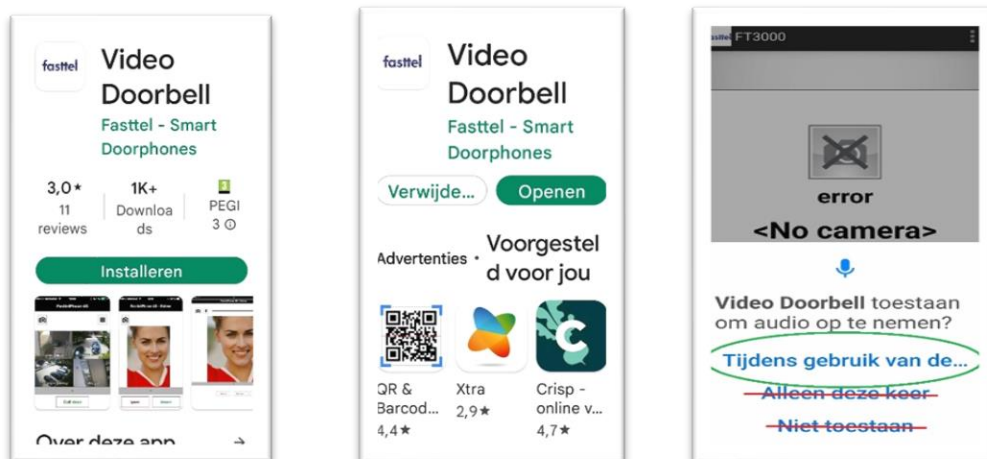 fasttel
Video
Doorbell
Fasttel - Smart
Doorphones
3,0★
11
reviews
1K+
Downloa
ds
PEGI
3 ⓘ
Installeren
Over deze app →
fasttel
Video
Doorbell
Fasttel - Smart
Doorphones
Verwijde...
Openen
Advertenties •
Voorgestel
d voor jou
QR &
Barcod...
4,4★
Xtra
2,9★
Crisp -
online v...
4,7★
FT3000
error
<No camera>
Video Doorbell toestaan
om audio op te nemen?
Tijdens gebruik van de...
Alleen deze keer
Niet toestaan